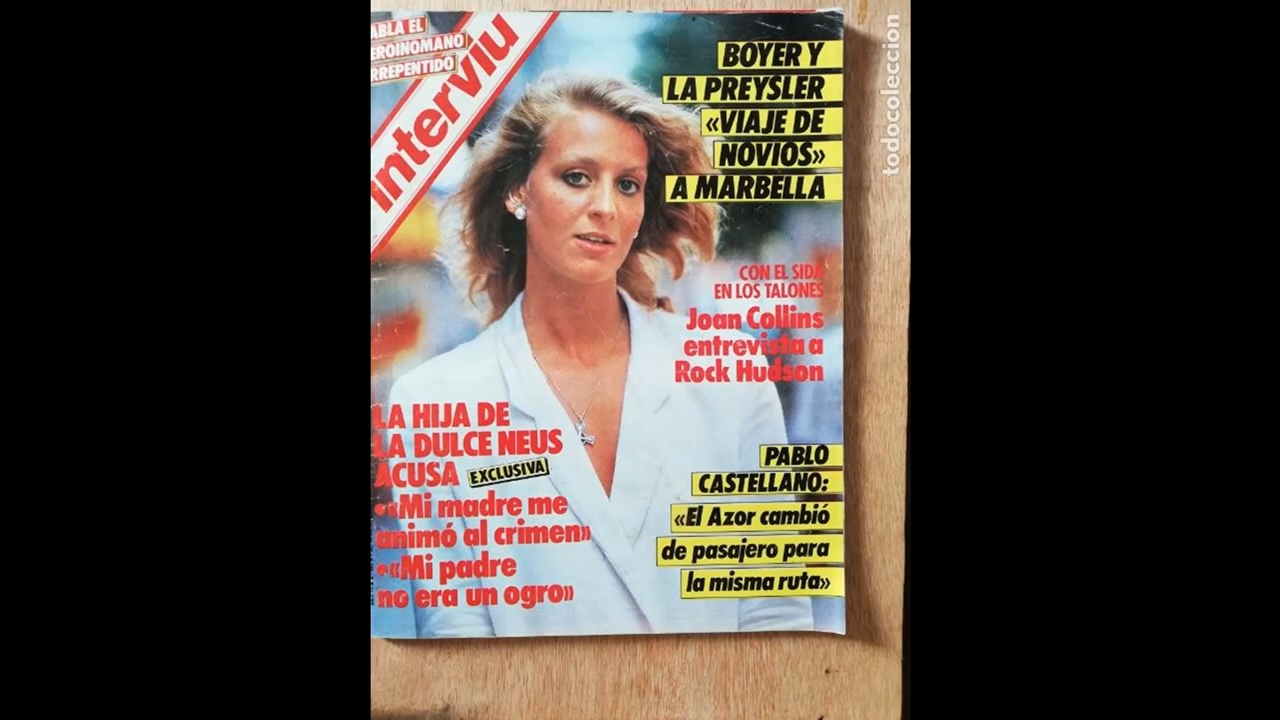 ABLA EL
EROINOMANO
RREPENTIDO
interviu
BOYER Y
LA PREYSLER
«VIAJE DE
NOVIOS»
A MARBELLA
CON EL SIDA
EN LOS TALONES
Joan Collins
entrevista a
Rock Hudson
LA HIJA DE
LA DULCE NEUS
ACUSA EXCLUSIVA
•«Mi madre me
animó al crimen»
•«Mi padre
no era un ogro»
PABLO
CASTELLANO:
«El Azor cambió
de pasajero para
la misma ruta»
todocoleccion